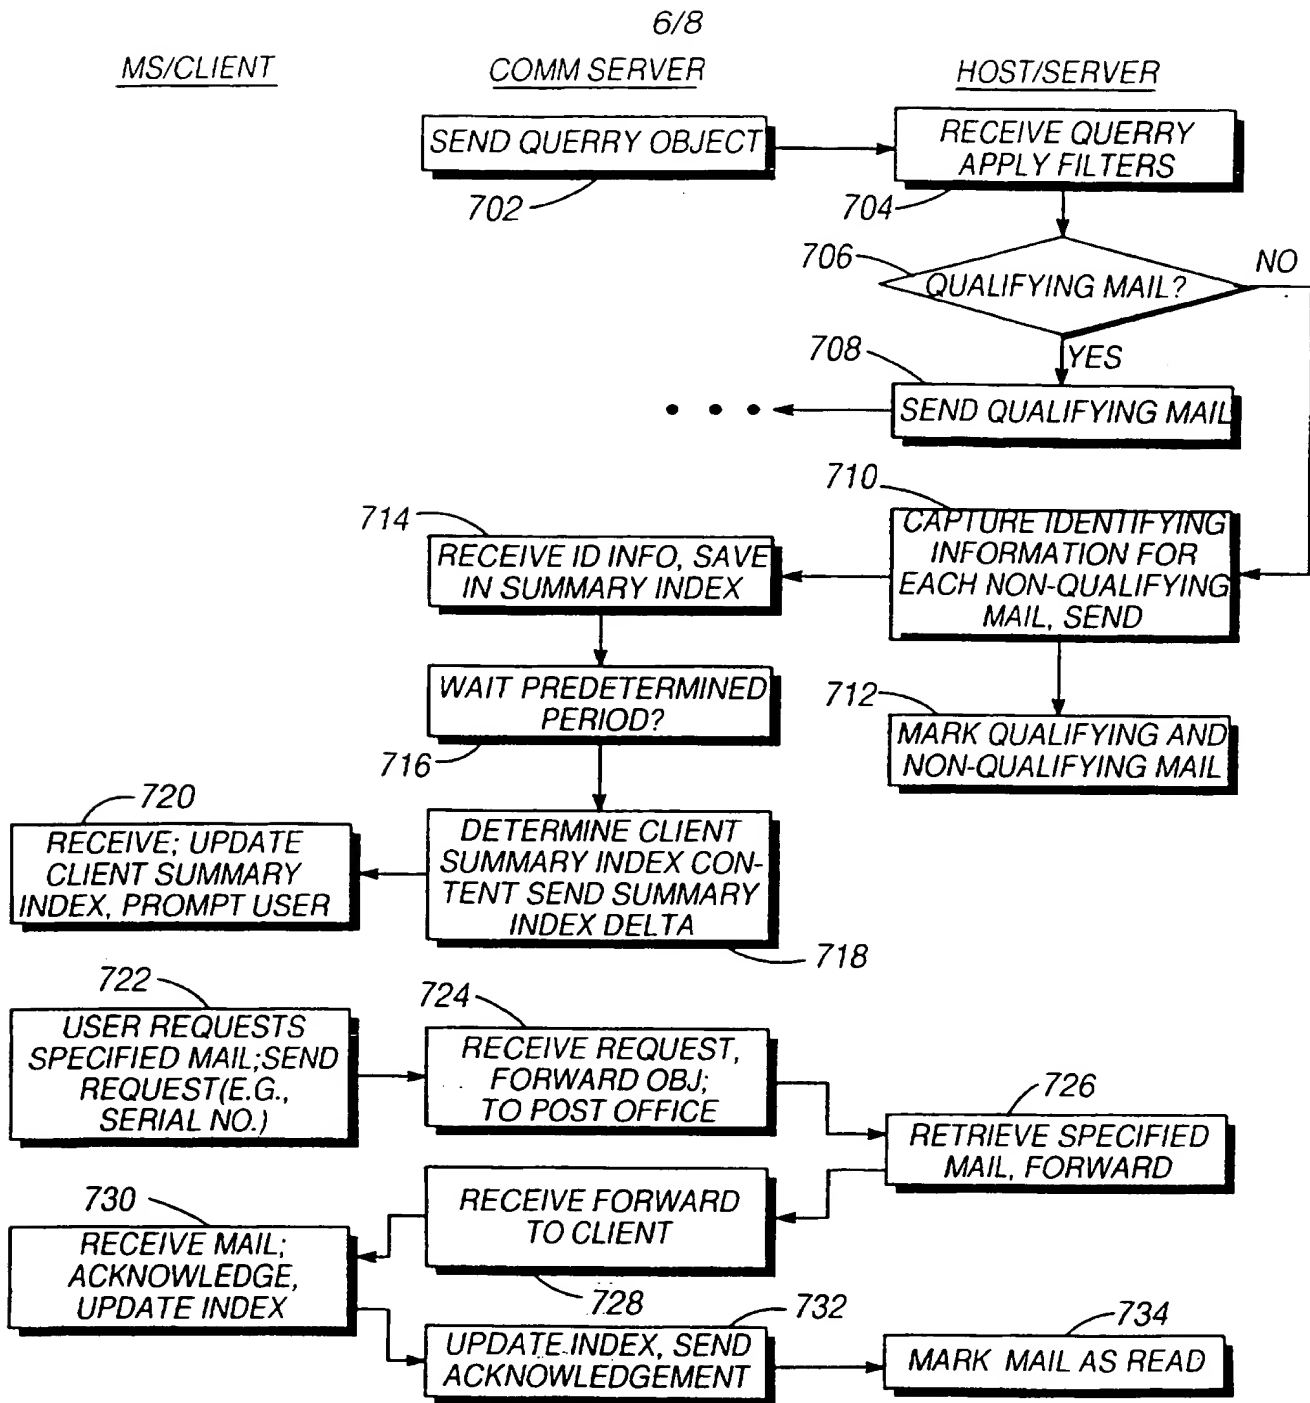 6/8
MS/CLIENT
COMM SERVER
HOST/SERVER
SEND QUERRY OBJECT
702
RECEIVE QUERRY
APPLY FILTERS
704
706
QUALIFYING MAIL?
NO
YES
708
SEND QUALIFYING MAIL
710
CAPTURE IDENTIFYING
INFORMATION FOR
EACH NON-QUALIFYING
MAIL, SEND
714
RECEIVE ID INFO, SAVE
IN SUMMARY INDEX
WAIT PREDETERMINED
PERIOD?
716
712
MARK QUALIFYING AND
NON-QUALIFYING MAIL
720
RECEIVE; UPDATE
CLIENT SUMMARY
INDEX, PROMPT USER
DETERMINE CLIENT
SUMMARY INDEX CON-
TENT SEND SUMMARY
INDEX DELTA
718
722
USER REQUESTS
SPECIFIED MAIL;SEND
REQUEST(E.G.,
SERIAL NO.)
724
RECEIVE REQUEST,
FORWARD OBJ;
TO POST OFFICE
726
RETRIEVE SPECIFIED
MAIL, FORWARD
RECEIVE FORWARD
TO CLIENT
728
730
RECEIVE MAIL;
ACKNOWLEDGE,
UPDATE INDEX
732
UPDATE INDEX, SEND
ACKNOWLEDGEMENT
734
MARK MAIL AS READ